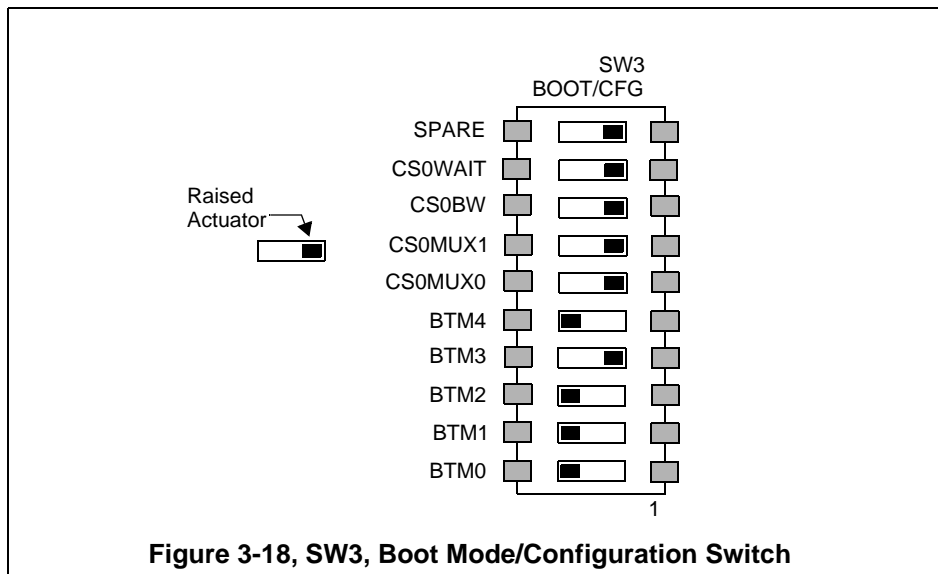 SW3
BOOT/CFG
SPARE
CS0WAIT
CS0BW
CS0MUX1
CS0MUX0
BTM4
BTM3
BTM2
BTM1
BTM0
Raised
Actuator
1
Figure 3-18, SW3, Boot Mode/Configuration Switch